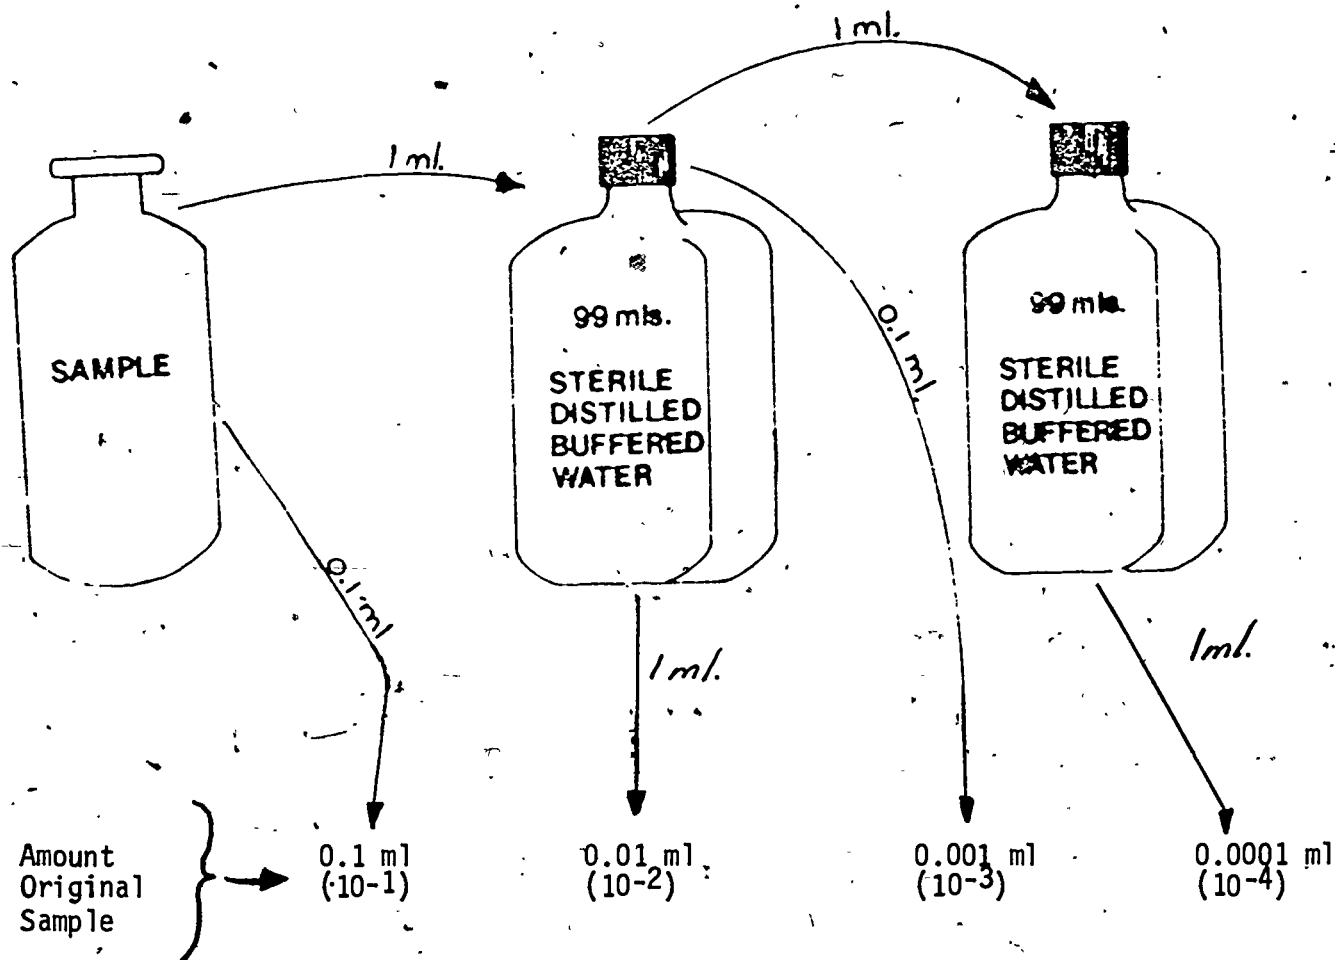 1 ml.
1 ml.
SAMPLE
99 mls.
STERILE
DISTILLED
BUFFERED
WATER
0.1 ml.
99 mls.
STERILE
DISTILLED
BUFFERED
WATER
0.1 ml
1 ml.
1 ml.
Amount
Original
Sample
0.1 ml
(10-1)
0.01 ml
(10-2)
0.001 ml
(10-3)
0.0001 ml
(10-4)